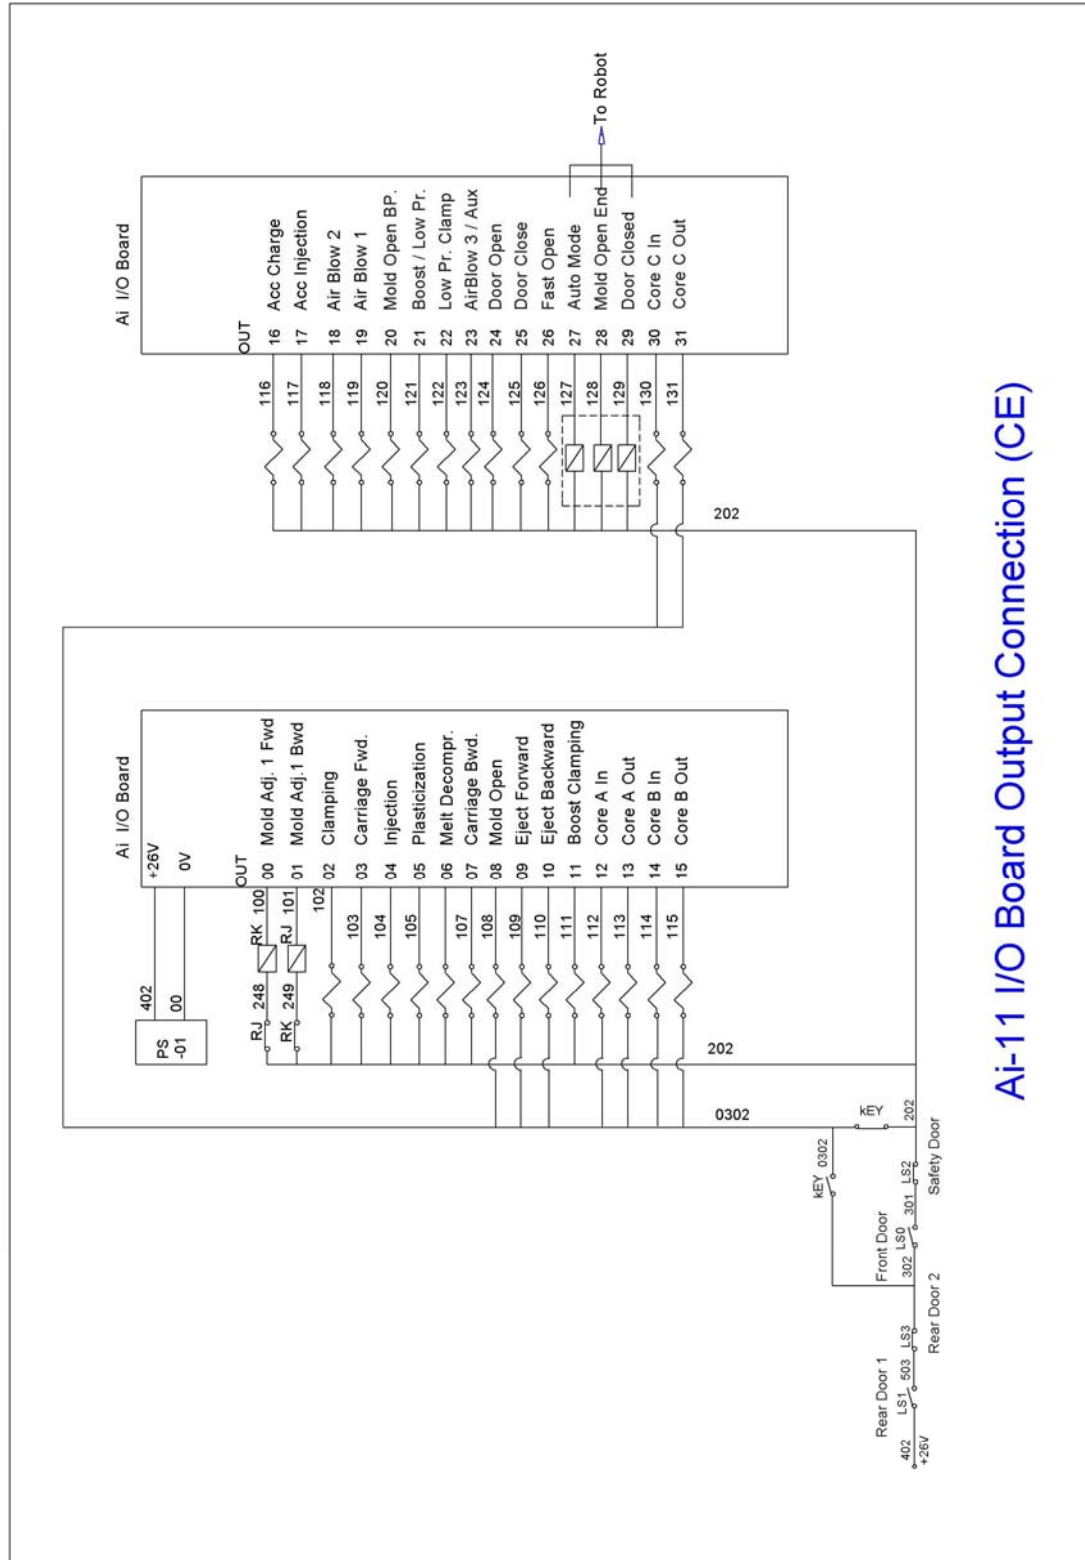 Ai I/O Board
+26V
0V
402
00
PS
-01
OUT
RJ 248 RK 100 00 Mold Adj. 1 Fwd
RK 249 RJ 101 01 Mold Adj.1 Bwd
102 02 Clamping
103 03 Carriage Fwd.
104 04 Injection
105 05 Plasticization
06 Melt Decompr.
107 07 Carriage Bwd.
108 08 Mold Open
109 09 Eject Forward
110 10 Eject Backward
111 11 Boost Clamping
112 12 Core A In
113 13 Core A Out
114 14 Core B In
115 15 Core B Out
202
0302
Ai I/O Board
OUT
116 16 Acc Charge
117 17 Acc Injection
118 18 Air Blow 2
119 19 Air Blow 1
120 20 Mold Open BP.
121 21 Boost / Low Pr.
122 22 Low Pr. Clamp
123 23 AirBlow 3 / Aux
124 24 Door Open
125 25 Door Close
126 26 Fast Open
127 27 Auto Mode
128 28 Mold Open End
129 29 Door Closed
130 30 Core C In
131 31 Core C Out
To Robot
202
kEY 0302
kEY
Rear Door 1
Front Door
402 LS1 503 LS3 302 LS0 301 LS2 202
+26V
Rear Door 2
Safety Door
Ai-11 I/O Board Output Connection (CE)